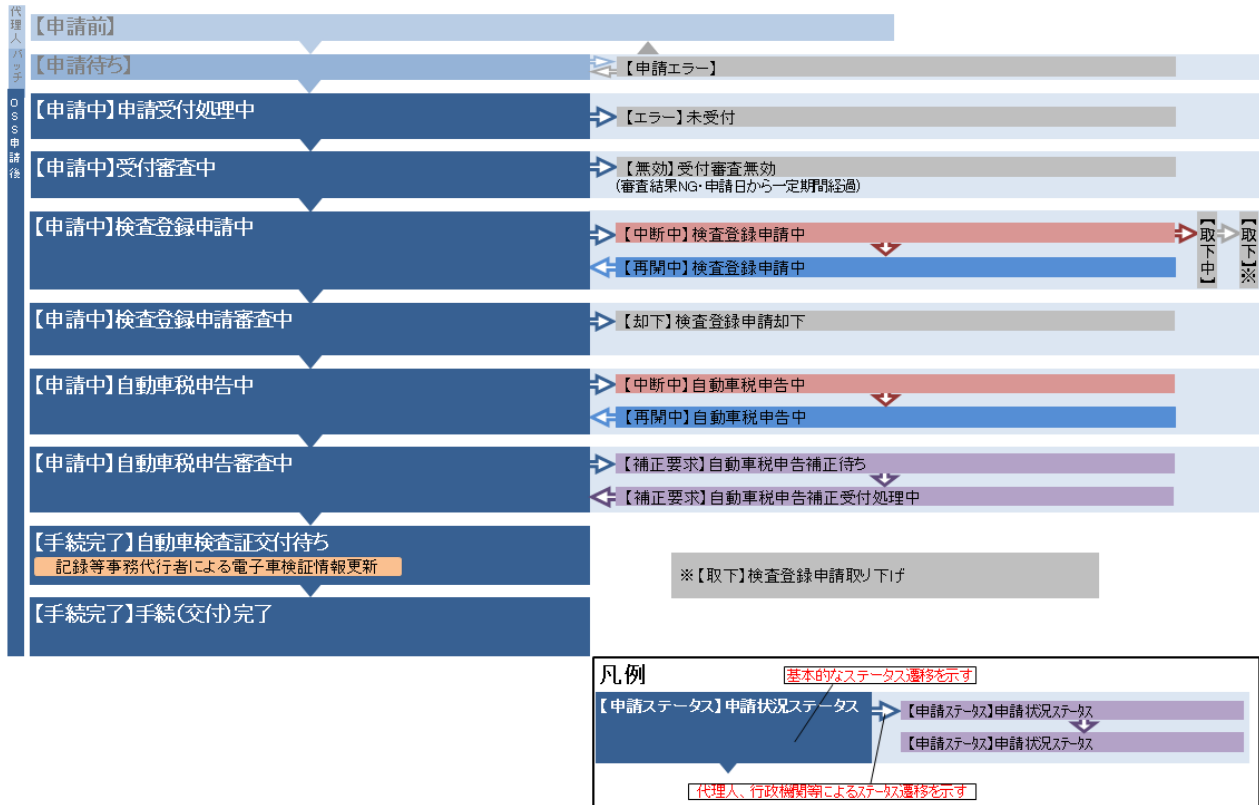 代理人
バッチ
OSS申請後
【申請前】
【申請待ち】
【申請エラー】
【申請中】申請受付処理中
【エラー】未受付
【申請中】受付審査中
【無効】受付審査無効
(審査結果NG・申請日から一定期間経過)
【申請中】検査登録申請中
【中断中】検査登録申請中
【取下中】
【取下】※
【再開中】検査登録申請中
【申請中】検査登録申請審査中
【却下】検査登録申請却下
【申請中】自動車税申告中
【中断中】自動車税申告中
【再開中】自動車税申告中
【申請中】自動車税申告審査中
【補正要求】自動車税申告補正待ち
【補正要求】自動車税申告補正受付処理中
【手続完了】自動車検査証交付待ち
記録等事務代行者による電子車検証情報更新
※【取下】検査登録申請取り下げ
【手続完了】手続(交付)完了
凡例
基本的なステータス遷移を示す
【申請ステータス】申請状況ステータス
【申請ステータス】申請状況ステータス
【申請ステータス】申請状況ステータス
代理人、行政機関等によるステータス遷移を示す